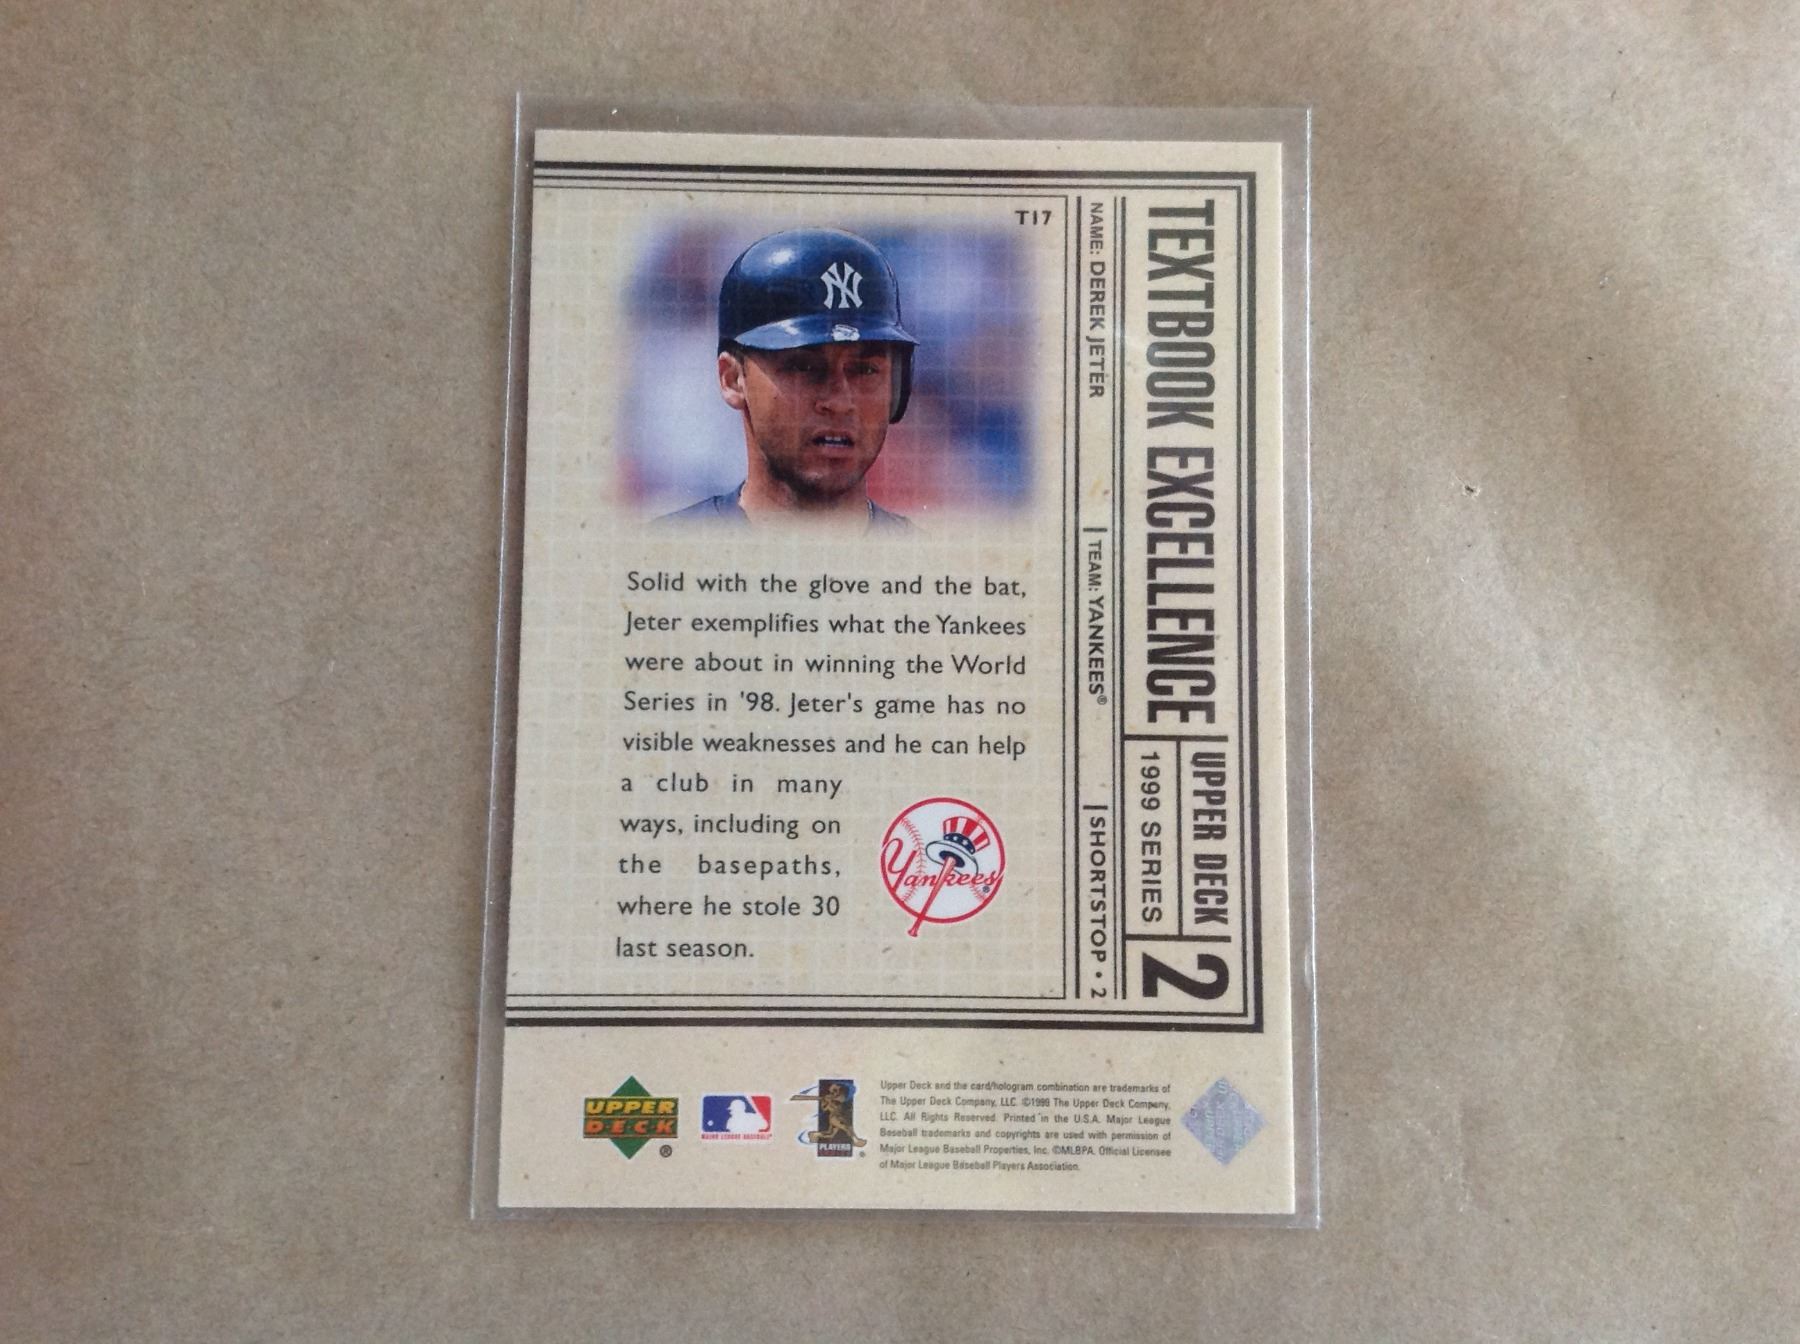 T17
NY
TEXTBOOK EXCELLENCE
UPPER DECK
1999 SERIES
2
NAME: DEREK JETER
TEAM: YANKEES®
SHORTSTOP • 2
Solid with the glove and the bat,
Jeter exemplifies what the Yankees
were about in winning the World
Series in '98. Jeter's game has no
visible weaknesses and he can help
a club in many
ways, including on
the basepaths,
where he stole 30
last season.
Yankees®
UPPER
DECK
®
MAJOR LEAGUE BASEBALL®
PLAYERS
®
Upper Deck and the card/hologram combination are trademarks of
The Upper Deck Company, LLC. ©1999 The Upper Deck Company,
LLC. All Rights Reserved. Printed in the U.S.A. Major League
Baseball trademarks and copyrights are used with permission of
Major League Baseball Properties, Inc. ©MLBPA. Official Licensee
of Major League Baseball Players Association.